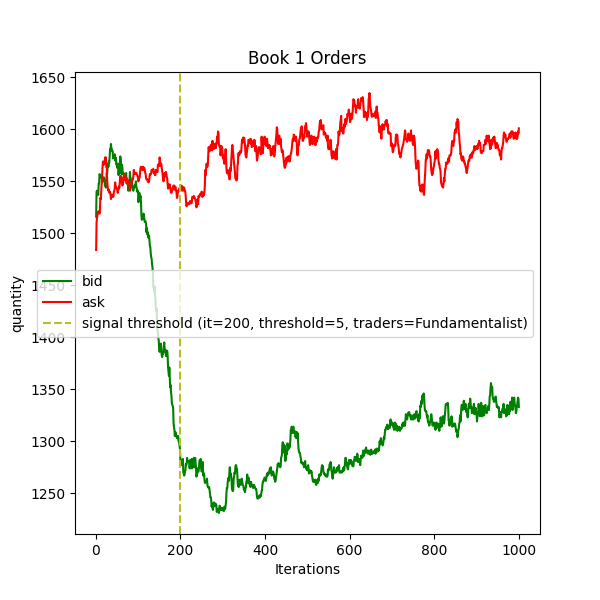 Book 1 Orders
1650
1600
1550
1500
1450
1400
1350
1300
1250
quantity
bid
ask
signal threshold (it=200, threshold=5, traders=Fundamentalist)
0 200 400 600 800 1000
Iterations